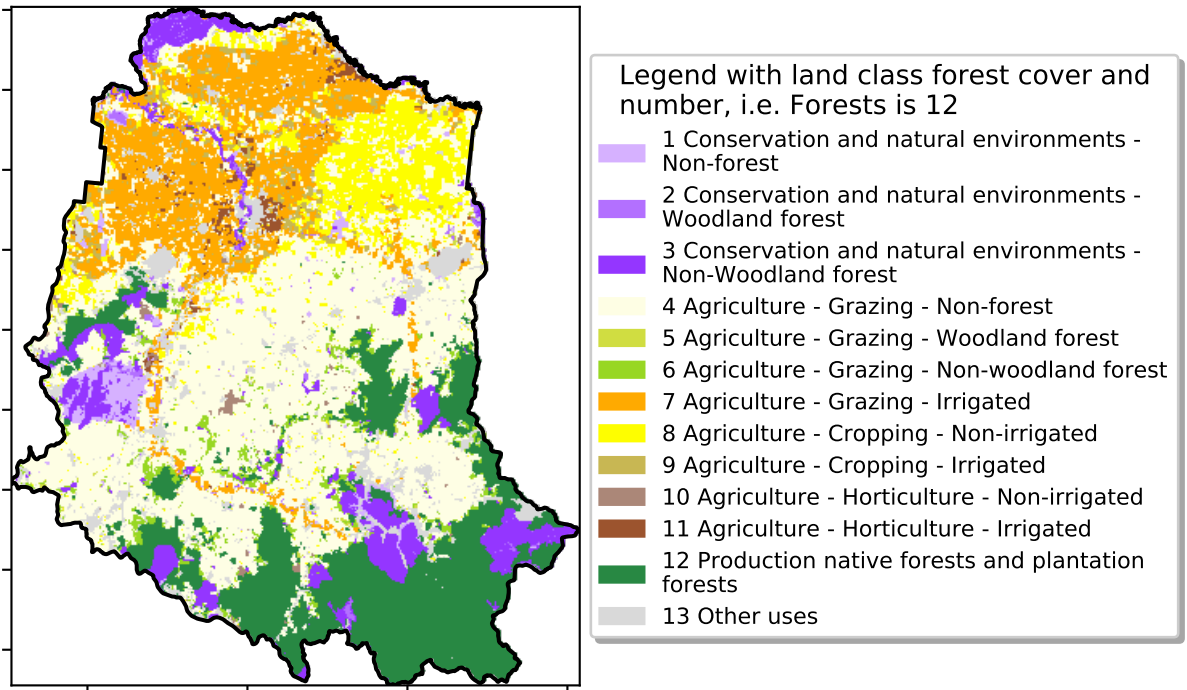 Legend with land class forest cover and
number, i.e. Forests is 12
1 Conservation and natural environments -
Non-forest
2 Conservation and natural environments -
Woodland forest
3 Conservation and natural environments -
Non-Woodland forest
4 Agriculture - Grazing - Non-forest
5 Agriculture - Grazing - Woodland forest
6 Agriculture - Grazing - Non-woodland forest
7 Agriculture - Grazing - Irrigated
8 Agriculture - Cropping - Non-irrigated
9 Agriculture - Cropping - Irrigated
10 Agriculture - Horticulture - Non-irrigated
11 Agriculture - Horticulture - Irrigated
12 Production native forests and plantation
forests
13 Other uses